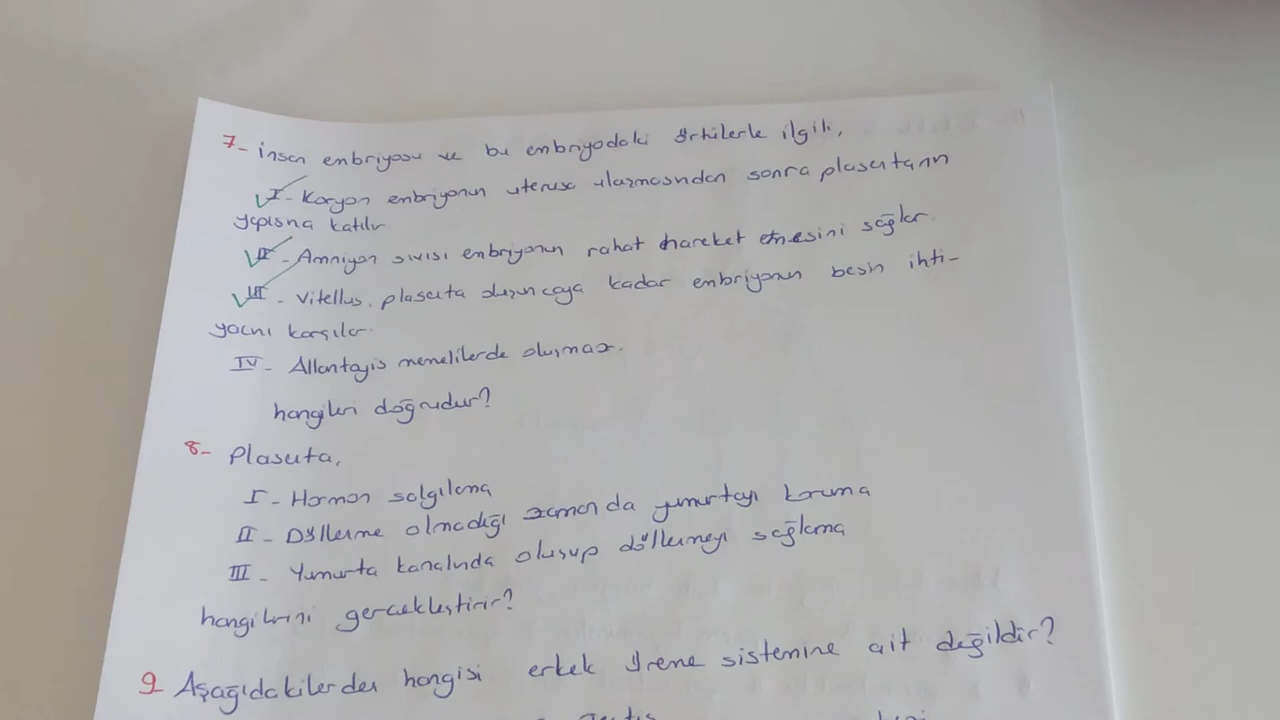 7- İnsan embriyosu ve bu embriyodaki örtülerle ilgili,
I- Koryon embriyonun uterusa ulaşmasından sonra plasentanın
yapısna katılır
II- Amniyon sıvısı embriyonun rahat hareket etmesini sağlar.
III- Vitellus, plasenta oluşuncaya kadar embriyonun besin ihti-
yacnı karşılar.
IV- Allantoyis memelilerde oluşmaz.
hangileri doğrudur?
8- Plasenta,
I- Hormon salgılama
II- Döllenme olmadığı zamanda yumurtayı koruma
III- Yumurta kanalında oluşup döllenmeyi sağlama
hangilerini gerçekleştirir?
9 Aşağıdakilerden hangisi erkek üreme sistemine ait değildir?